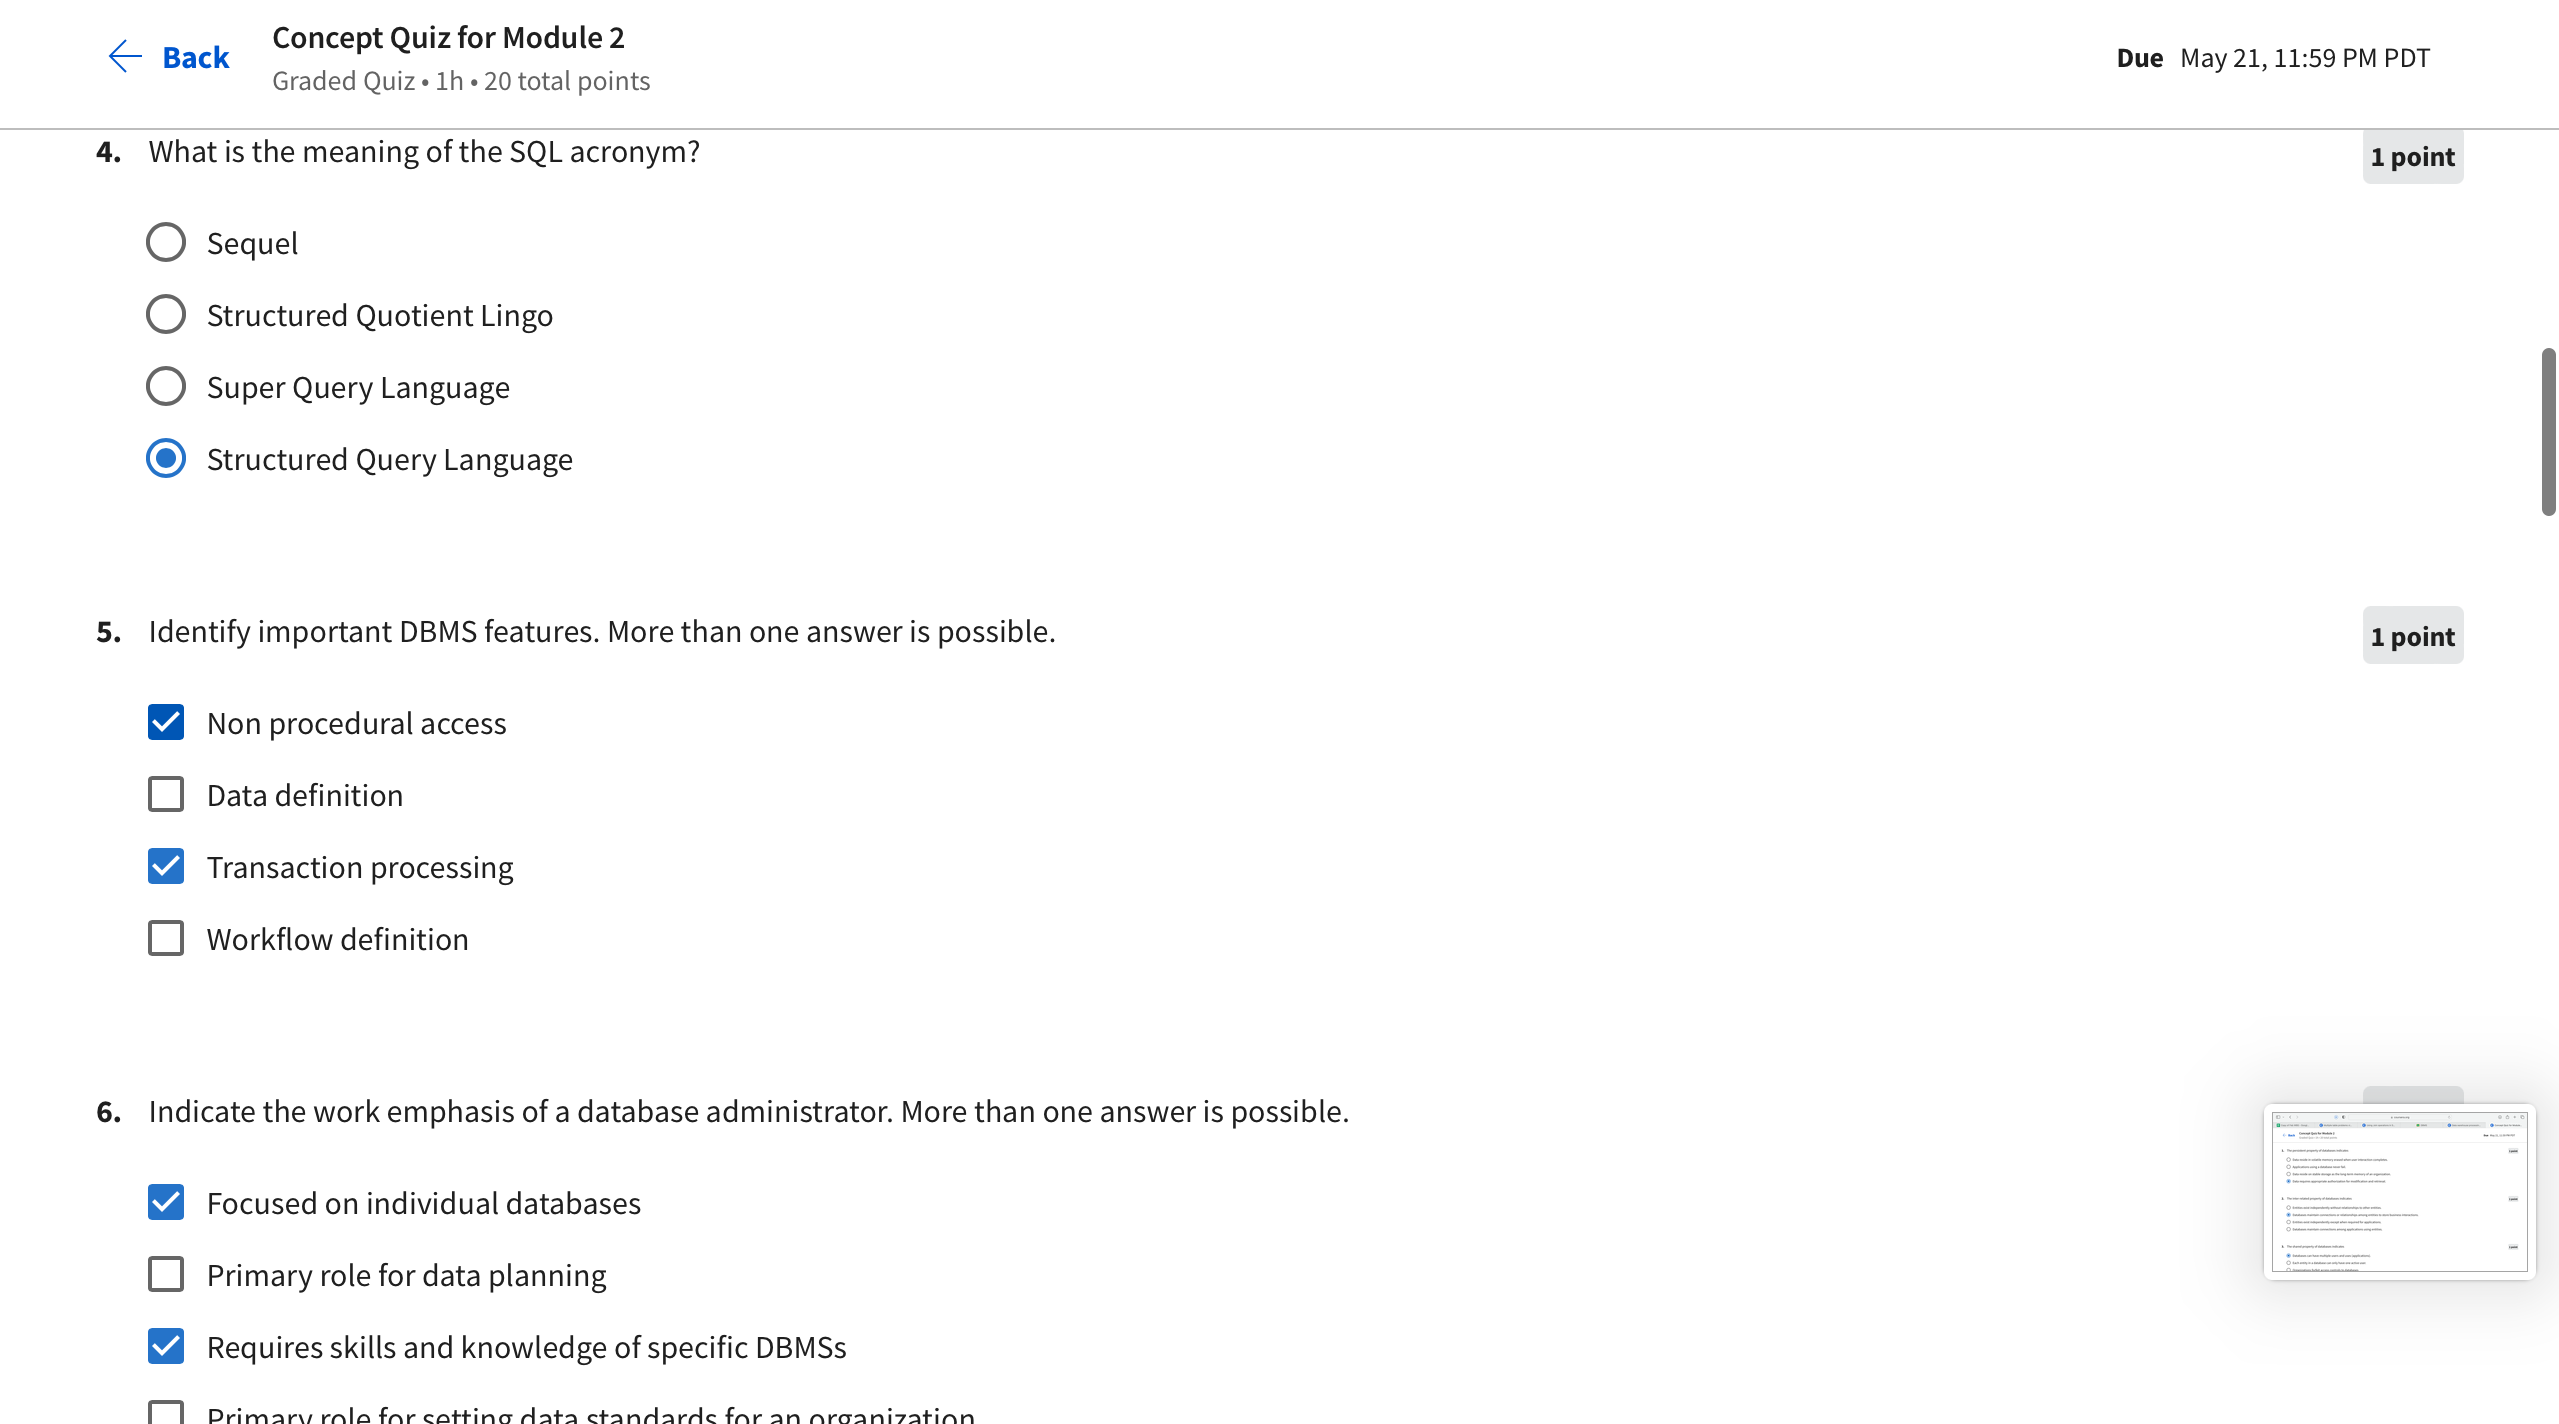 Back
Concept Quiz for Module 2
Graded Quiz • 1h • 20 total points
Due May 21, 11:59 PM PDT
4. What is the meaning of the SQL acronym?
1 point
Sequel
Structured Quotient Lingo
Super Query Language
Structured Query Language
5. Identify important DBMS features. More than one answer is possible.
1 point
Non procedural access
Data definition
Transaction processing
Workflow definition
6. Indicate the work emphasis of a database administrator. More than one answer is possible.
Focused on individual databases
Primary role for data planning
Requires skills and knowledge of specific DBMSs
Primary role for setting data standards for an organization